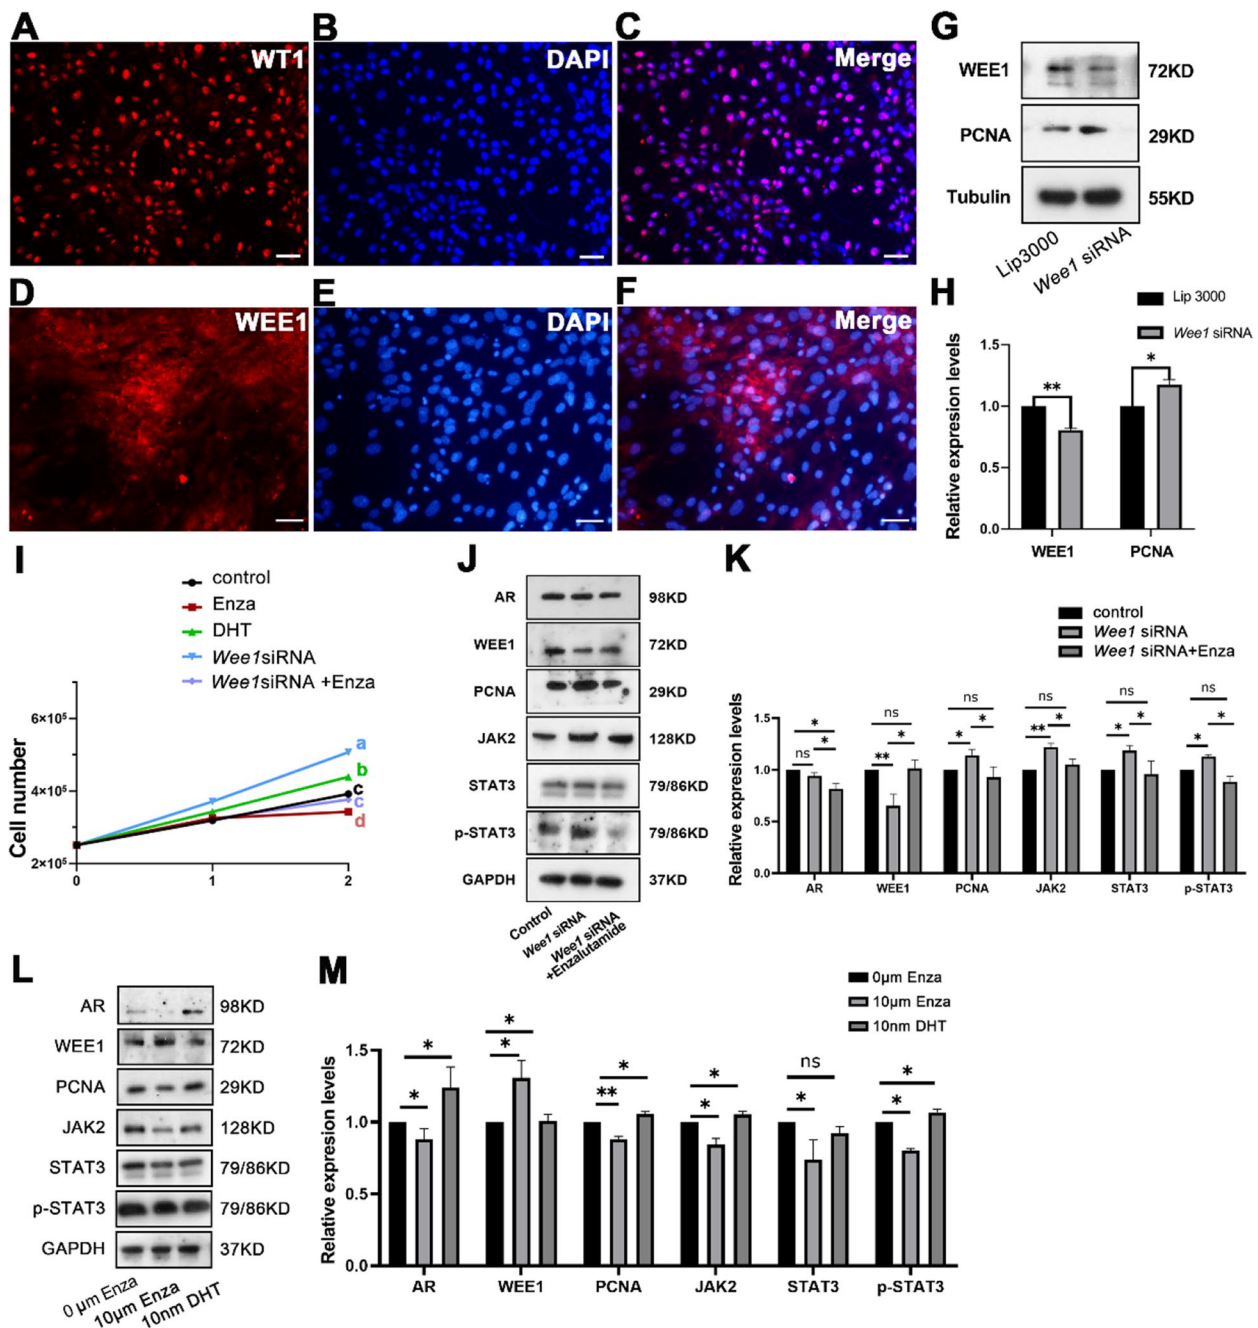 A
WT1
B
DAPI
C
Merge
G
WEE1
72KD
PCNA
29KD
Tubulin
55KD
Lip3000
Wee1 siRNA
D
WEE1
E
DAPI
F
Merge
H
Lip 3000
Wee1 siRNA
Relative expression levels
1.5
1.0
0.5
0.0
**
*
WEE1
PCNA
I
control
Enza
DHT
Wee1siRNA
Wee1siRNA +Enza
Cell number
6×10⁵
4×10⁵
2×10⁵
0
1
2
a
b
c
c
d
J
AR
98KD
WEE1
72KD
PCNA
29KD
JAK2
128KD
STAT3
79/86KD
p-STAT3
79/86KD
GAPDH
37KD
Control
Wee1 siRNA
Wee1 siRNA
+Enzalutamide
K
control
Wee1 siRNA
Wee1 siRNA+Enza
Relative expression levels
1.5
1.0
0.5
0.0
*
ns *
ns
** *
ns
* *
ns
** *
ns
* *
ns
* *
AR
WEE1
PCNA
JAK2
STAT3
p-STAT3
L
AR
98KD
WEE1
72KD
PCNA
29KD
JAK2
128KD
STAT3
79/86KD
p-STAT3
79/86KD
GAPDH
37KD
0 μm Enza
10μm Enza
10nm DHT
M
0μm Enza
10μm Enza
10nm DHT
Relative expression levels
1.5
1.0
0.5
0.0
*
*
*
*
*
**
*
*
ns
*
*
*
AR
WEE1
PCNA
JAK2
STAT3
p-STAT3